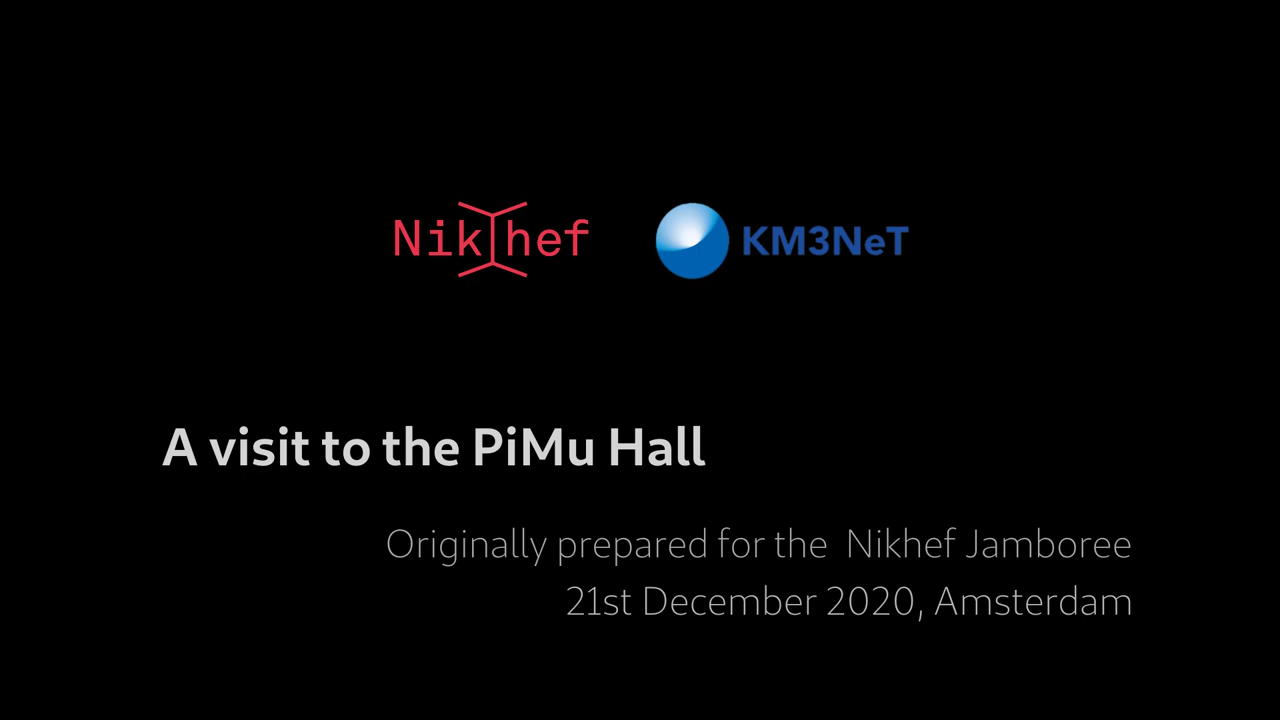 Nikhef
KM3NeT
A visit to the PiMu Hall
Originally prepared for the Nikhef Jamboree
21st December 2020, Amsterdam